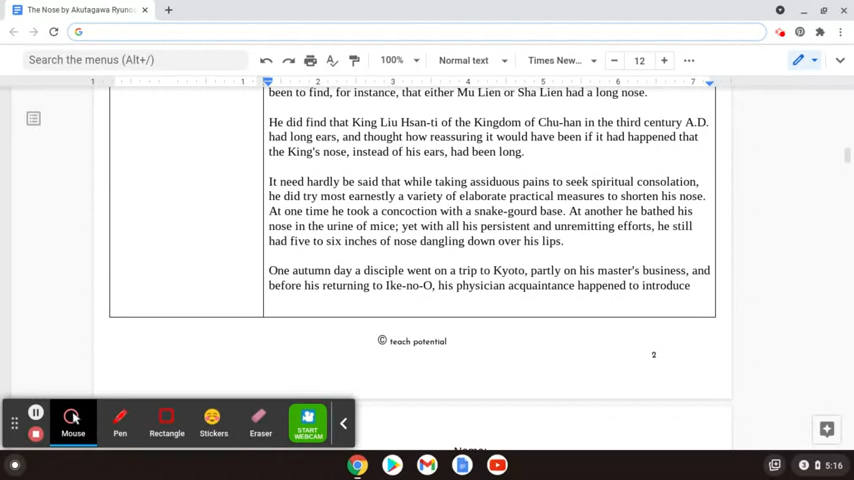 The Nose by Akutagawa Ryuno
Search the menus (Alt+/)
100%
Normal text
Times New...
12
1 1 2 3 4 5 6 7
been to find, for instance, that either Mu Lien or Sha Lien had a long nose.
He did find that King Liu Hsan-ti of the Kingdom of Chu-han in the third century A.D.
had long ears, and thought how reassuring it would have been if it had happened that
the King's nose, instead of his ears, had been long.
It need hardly be said that while taking assiduous pains to seek spiritual consolation,
he did try most earnestly a variety of elaborate practical measures to shorten his nose.
At one time he took a concoction with a snake-gourd base. At another he bathed his
nose in the urine of mice; yet with all his persistent and unremitting efforts, he still
had five to six inches of nose dangling down over his lips.
One autumn day a disciple went on a trip to Kyoto, partly on his master's business, and
before his returning to Ike-no-O, his physician acquaintance happened to introduce
© teach potential
2
Mouse
Pen
Rectangle
Stickers
Eraser
START
WEBCAM
3
5:16